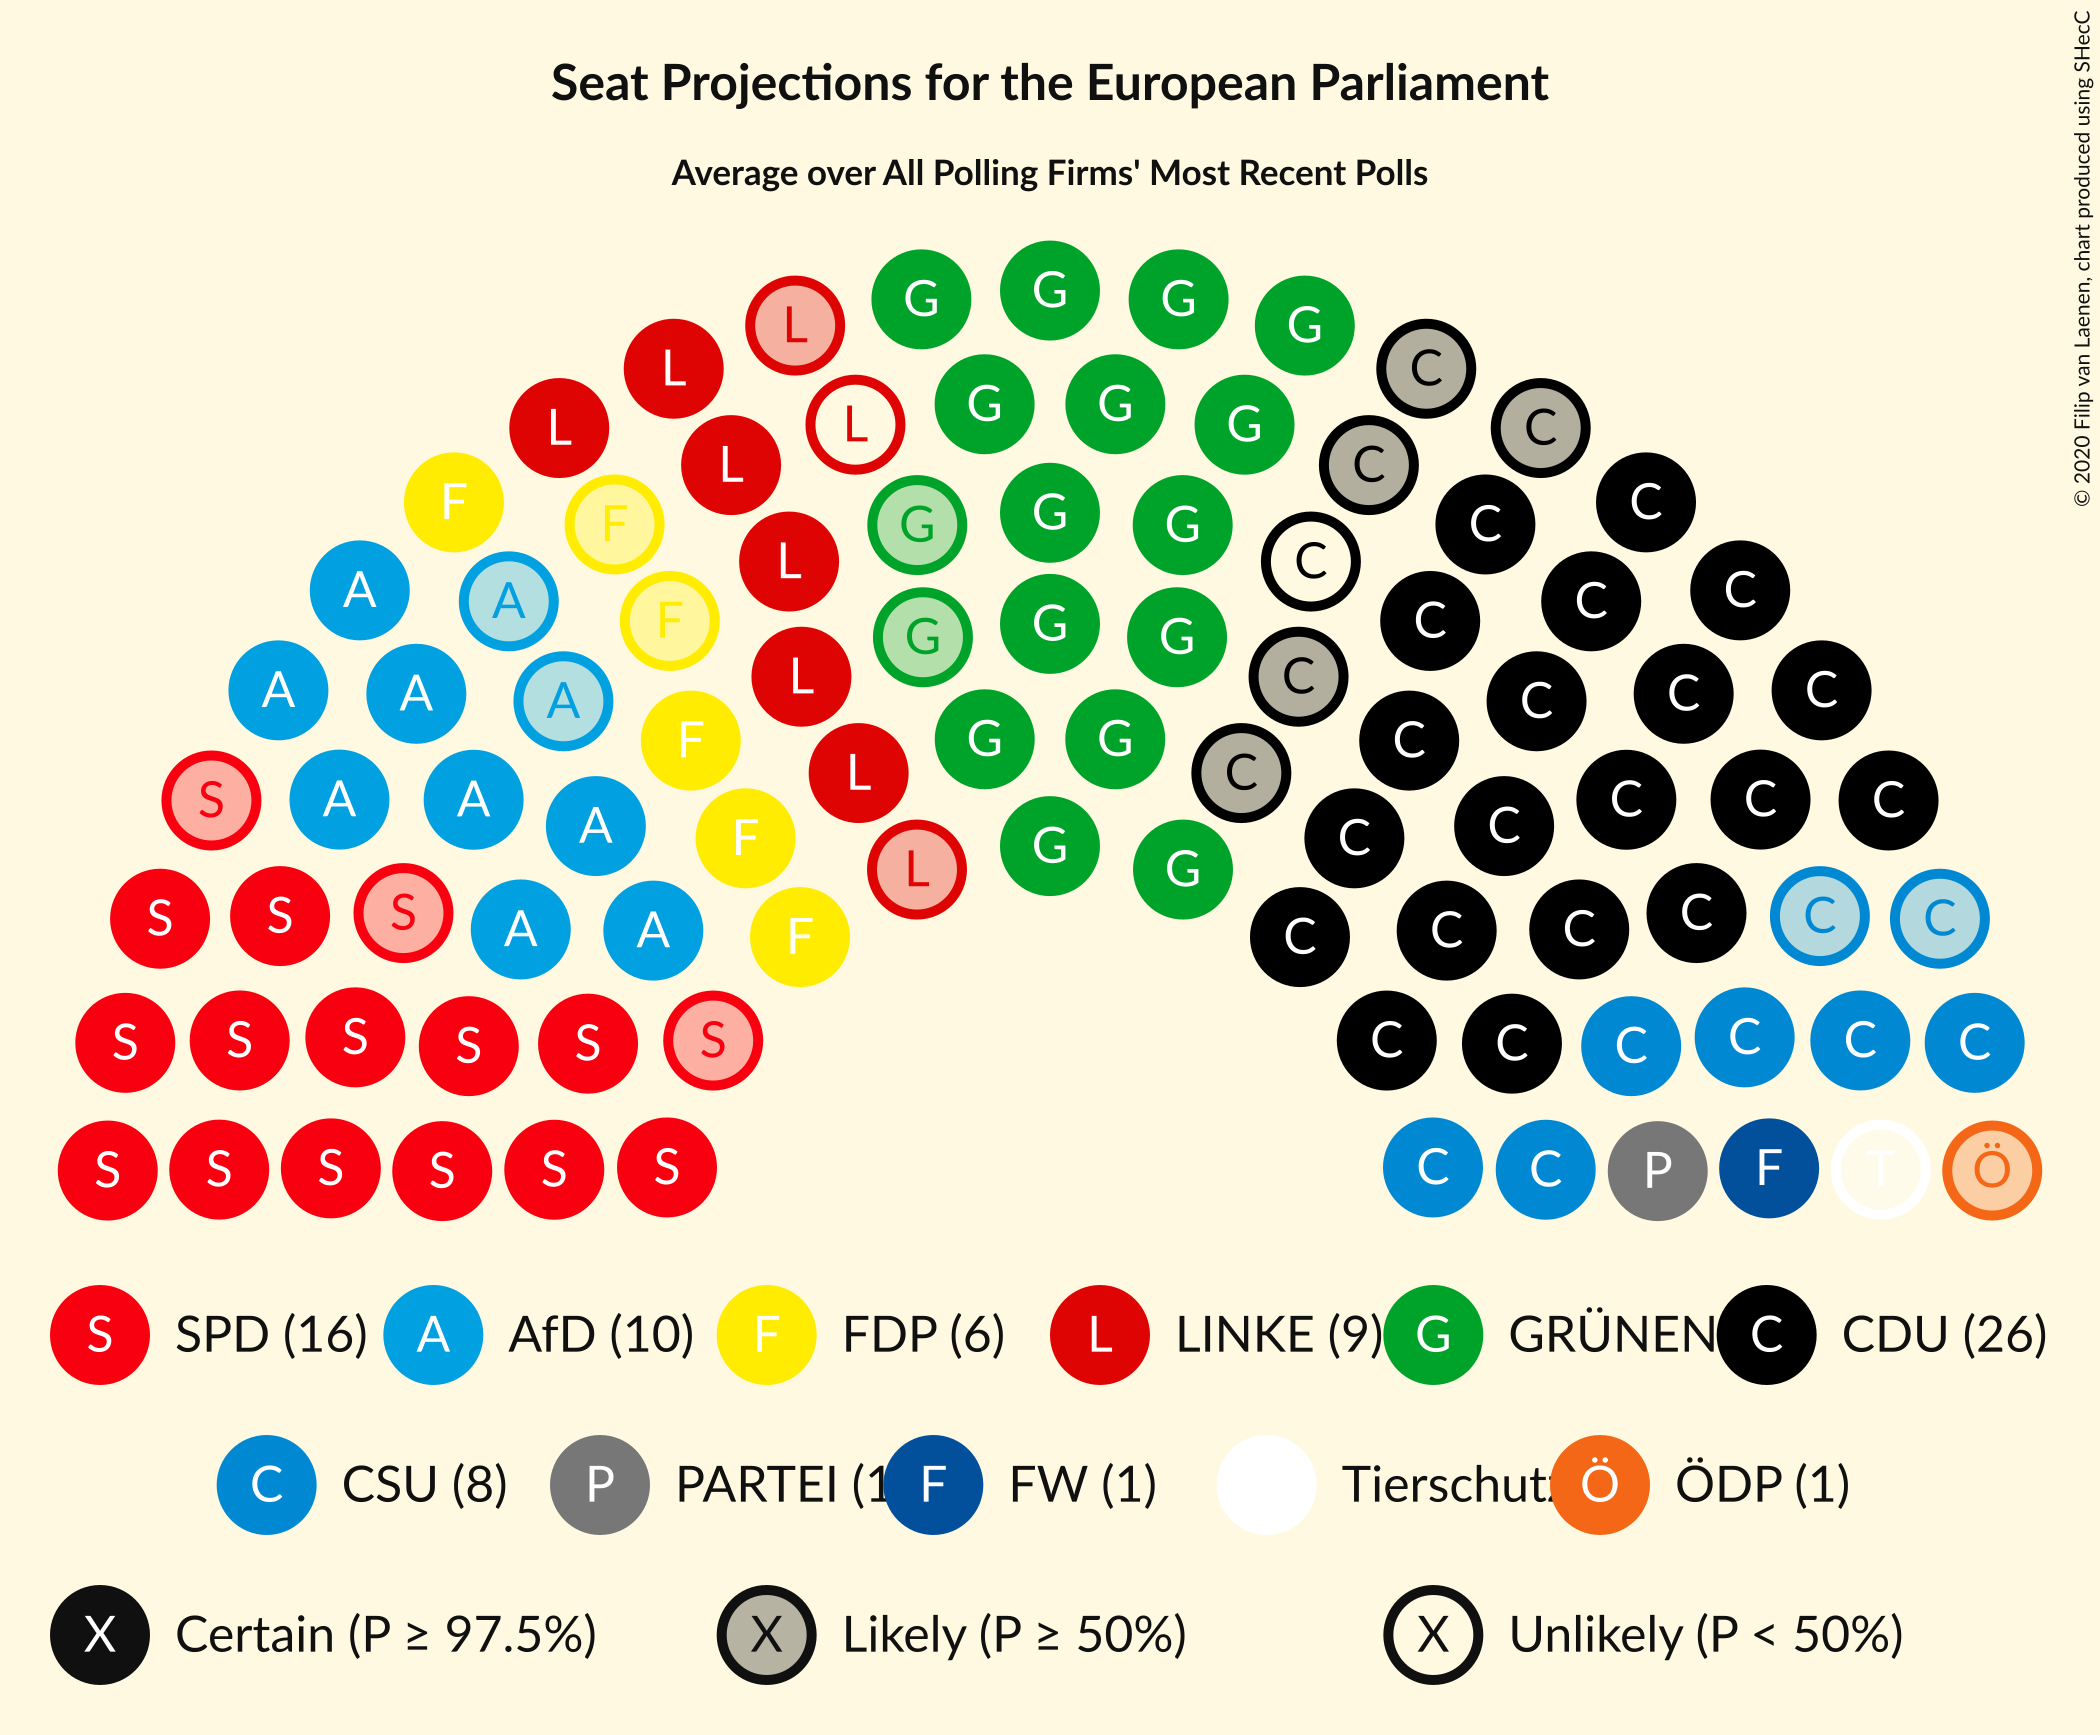 Seat Projections for the European Parliament
Average over All Polling Firms' Most Recent Polls
© 2020 Filip van Laenen, chart produced using SHecC
G G G G
L L C
L G G G C
L L C C
F F L G G G C C C
A A F L G G G C C C C
A A A F L G G C C C C C
S A A A F L G G C C C C C C
S S S A A F L C C C C C C
S S S S S S C C C C C C
S S S S S S C C P F T Ö
S SPD (16) A AfD (10) F FDP (6) L LINKE (9) G GRÜNEN C CDU (26)
C CSU (8) P PARTEI (1 F FW (1) Tierschutz Ö ÖDP (1)
X Certain (P ≥ 97.5%) X Likely (P ≥ 50%) X Unlikely (P < 50%)